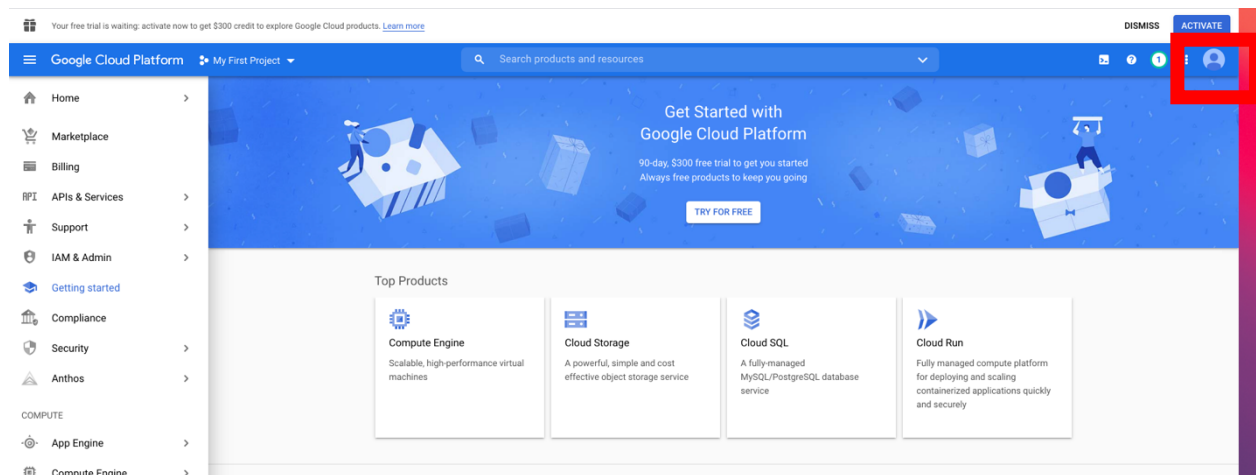 Your free trial is waiting: activate now to get $300 credit to explore Google Cloud products. Learn more
DISMISS
ACTIVATE
Google Cloud Platform
My First Project
Search products and resources
1
Home
Marketplace
Billing
API
APIs & Services
Support
IAM & Admin
Getting started
Compliance
Security
Anthos
COMPUTE
App Engine
Compute Engine
Get Started with
Google Cloud Platform
90-day, $300 free trial to get you started
Always free products to keep you going
TRY FOR FREE
Top Products
Compute Engine
Scalable, high-performance virtual
machines
Cloud Storage
A powerful, simple and cost
effective object storage service
Cloud SQL
A fully-managed
MySQL/PostgreSQL database
service
Cloud Run
Fully managed compute platform
for deploying and scaling
containerized applications quickly
and securely